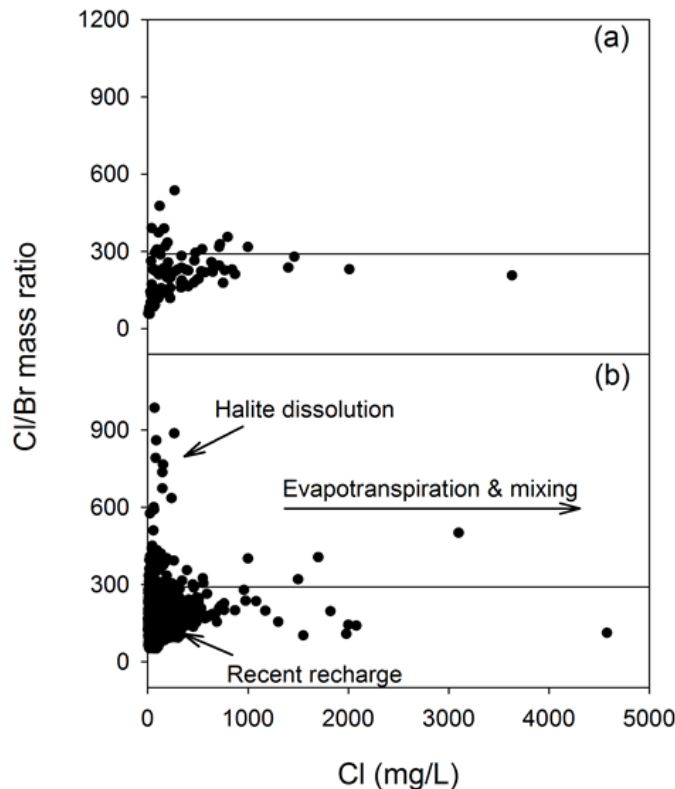 1200
(a)
900
600
300
0
Cl/Br mass ratio
(b)
900
Halite dissolution
Evapotranspiration & mixing
600
300
Recent recharge
0
0 1000 2000 3000 4000 5000
Cl (mg/L)